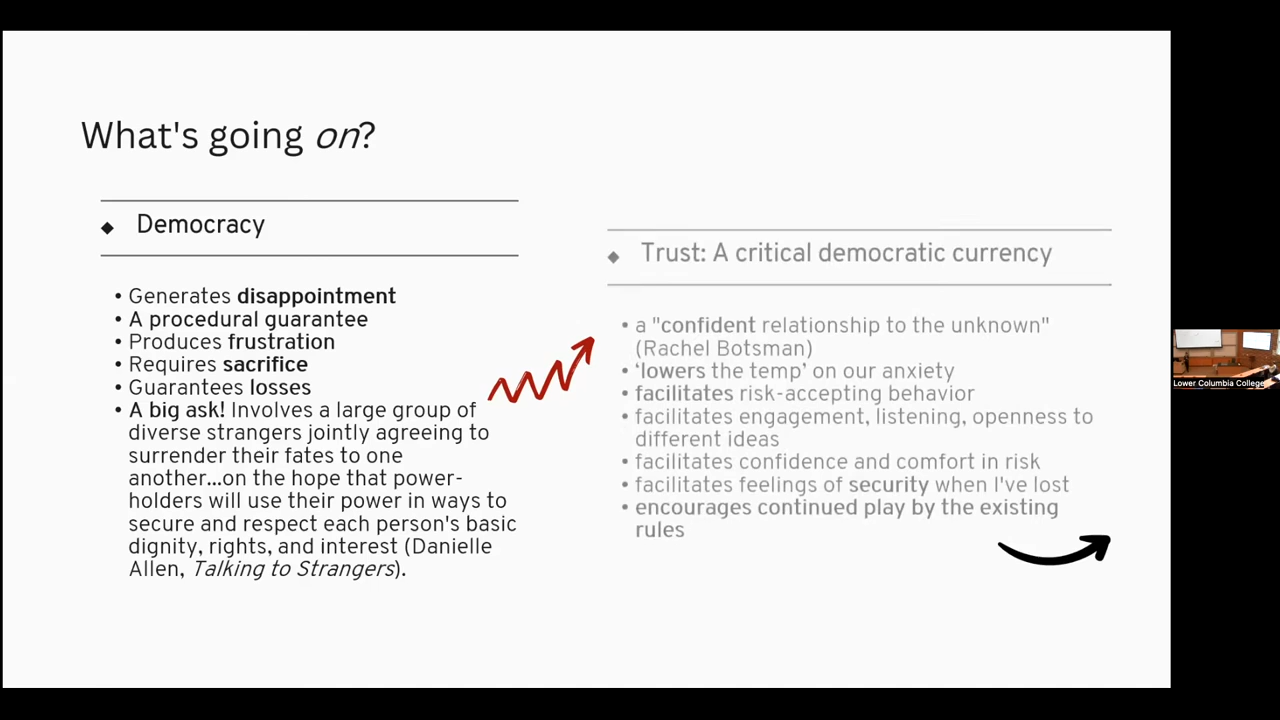 What's going on?
Democracy
• Generates disappointment
• A procedural guarantee
• Produces frustration
• Requires sacrifice
• Guarantees losses
• A big ask! Involves a large group of
diverse strangers jointly agreeing to
surrender their fates to one
another...on the hope that power-
holders will use their power in ways to
secure and respect each person's basic
dignity, rights, and interest (Danielle
Allen, Talking to Strangers).
Trust: A critical democratic currency
• a "confident relationship to the unknown"
(Rachel Botsman)
• ‘lowers the temp’ on our anxiety
• facilitates risk-accepting behavior
• facilitates engagement, listening, openness to
different ideas
• facilitates confidence and comfort in risk
• facilitates feelings of security when I've lost
• encourages continued play by the existing
rules
Lower Columbia College